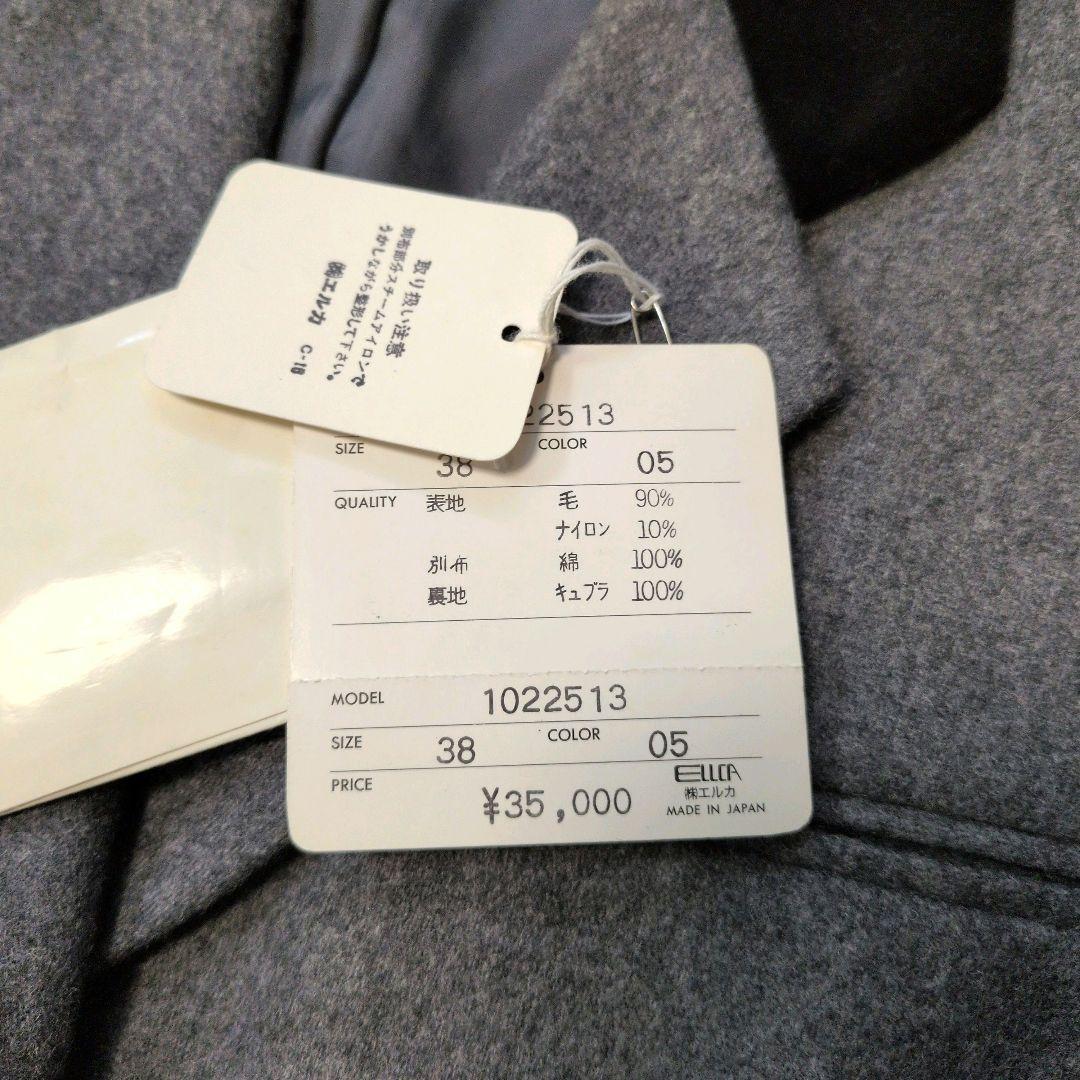 取り扱い注意
別布部分スチームアイロンで
うかしながら整形して下さい。
㈱エルカ C-18
22513
SIZE 38 COLOR 05
QUALITY 表地 毛 90%
ナイロン 10%
別布 綿 100%
裏地 キュプラ 100%
MODEL 1022513
SIZE 38 COLOR 05
PRICE ¥35,000
ELLCA
㈱エルカ
MADE IN JAPAN